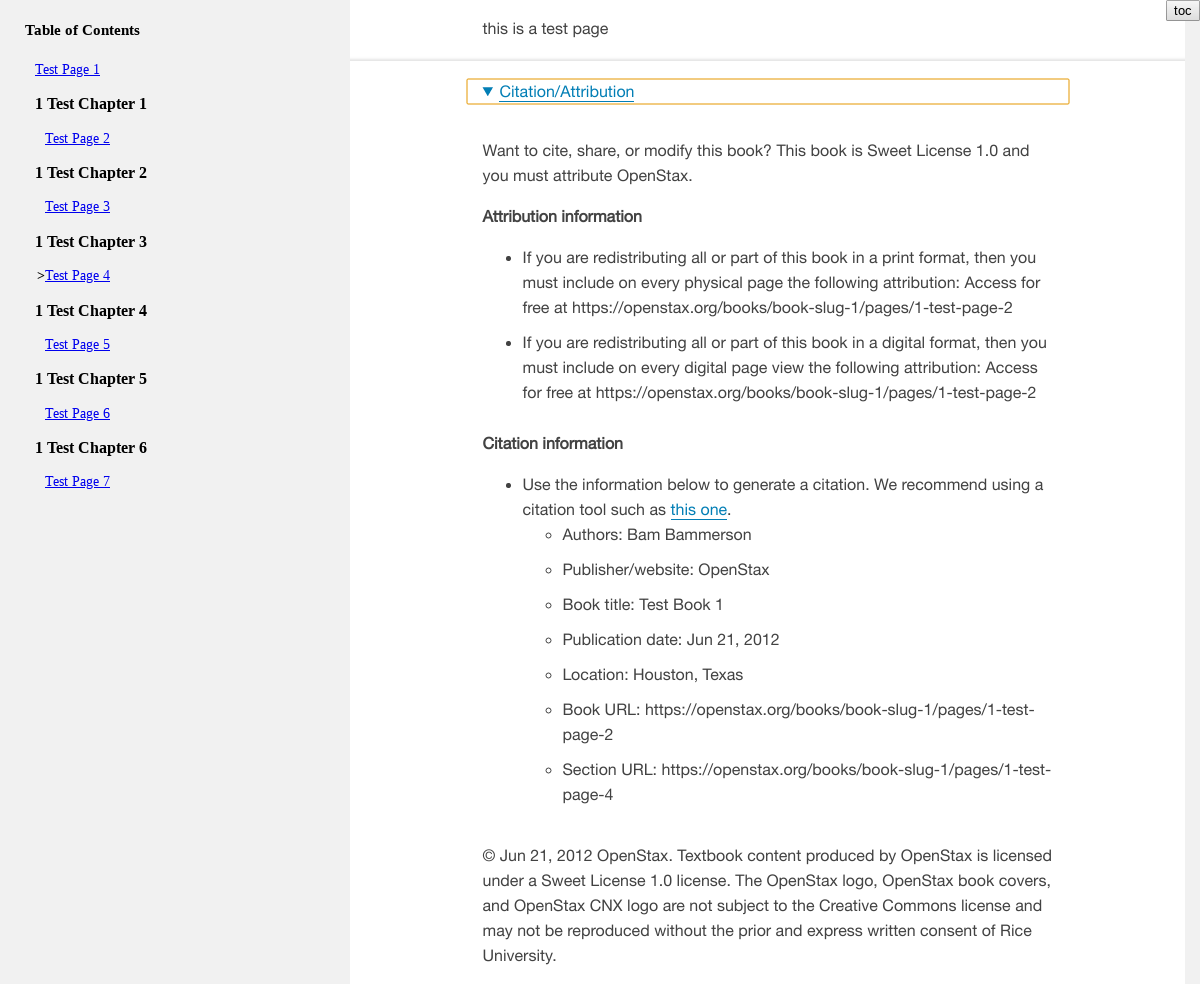 Table of Contents
Test Page 1
1 Test Chapter 1
Test Page 2
1 Test Chapter 2
Test Page 3
1 Test Chapter 3
>Test Page 4
1 Test Chapter 4
Test Page 5
1 Test Chapter 5
Test Page 6
1 Test Chapter 6
Test Page 7
toc
this is a test page
▼ Citation/Attribution
Want to cite, share, or modify this book? This book is Sweet License 1.0 and
you must attribute OpenStax.
Attribution information
• If you are redistributing all or part of this book in a print format, then you
must include on every physical page the following attribution: Access for
free at https://openstax.org/books/book-slug-1/pages/1-test-page-2
• If you are redistributing all or part of this book in a digital format, then you
must include on every digital page view the following attribution: Access
for free at https://openstax.org/books/book-slug-1/pages/1-test-page-2
Citation information
• Use the information below to generate a citation. We recommend using a
citation tool such as this one.
◦ Authors: Bam Bammerson
◦ Publisher/website: OpenStax
◦ Book title: Test Book 1
◦ Publication date: Jun 21, 2012
◦ Location: Houston, Texas
◦ Book URL: https://openstax.org/books/book-slug-1/pages/1-test-
page-2
◦ Section URL: https://openstax.org/books/book-slug-1/pages/1-test-
page-4
© Jun 21, 2012 OpenStax. Textbook content produced by OpenStax is licensed
under a Sweet License 1.0 license. The OpenStax logo, OpenStax book covers,
and OpenStax CNX logo are not subject to the Creative Commons license and
may not be reproduced without the prior and express written consent of Rice
University.